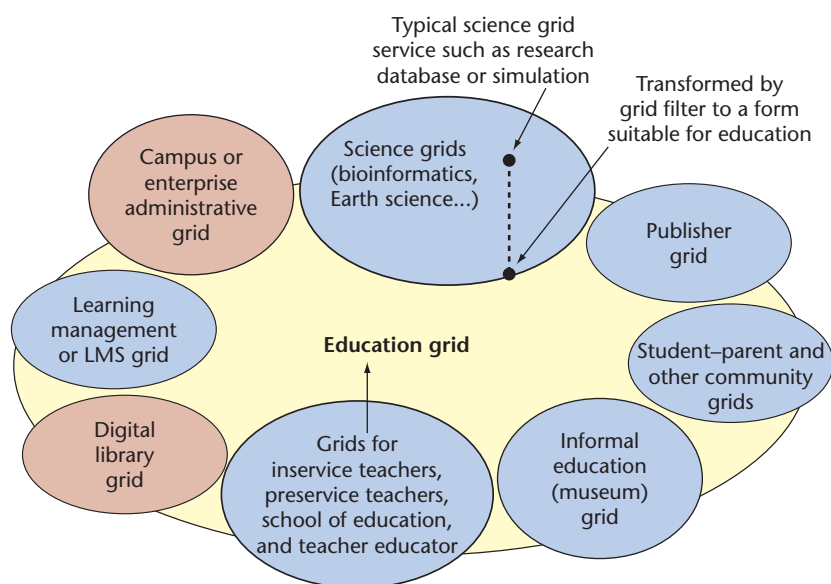 Typical science grid
service such as research
database or simulation
Transformed by
grid filter to a form
suitable for education
Campus or
enterprise
administrative
grid
Science grids
(bioinformatics,
Earth science...)
Publisher
grid
Learning
management
or LMS grid
Education grid
Student–parent and
other community
grids
Digital
library
grid
Grids for
inservice teachers,
preservice teachers,
school of education,
and teacher educator
Informal
education
(museum)
grid